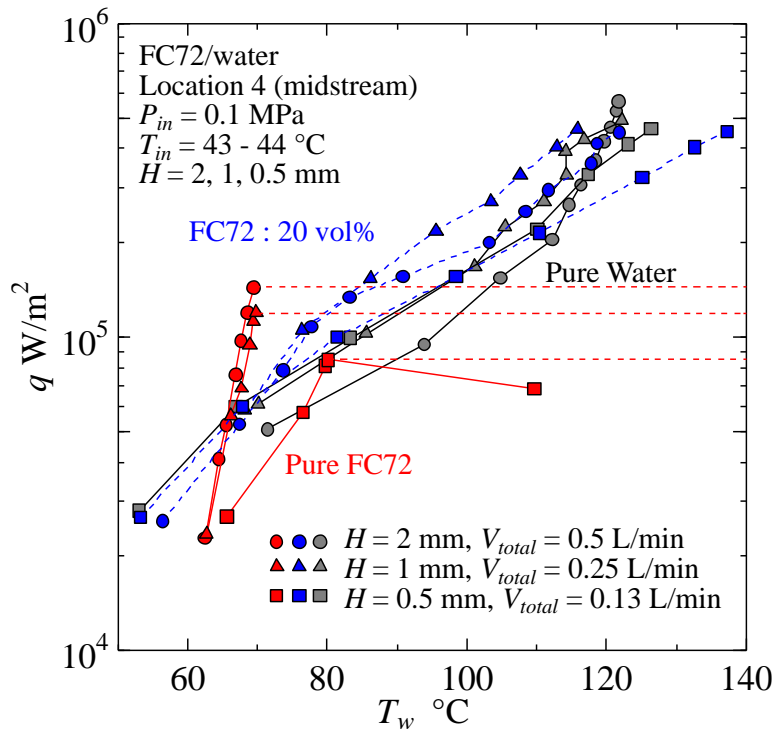 10^6
FC72/water
Location 4 (midstream)
P_in = 0.1 MPa
T_in = 43 - 44 °C
H = 2, 1, 0.5 mm
FC72 : 20 vol%
Pure Water
q W/m^2
10^5
Pure FC72
H = 2 mm, V_total = 0.5 L/min
H = 1 mm, V_total = 0.25 L/min
H = 0.5 mm, V_total = 0.13 L/min
10^4
60 80 100 120 140
T_w °C